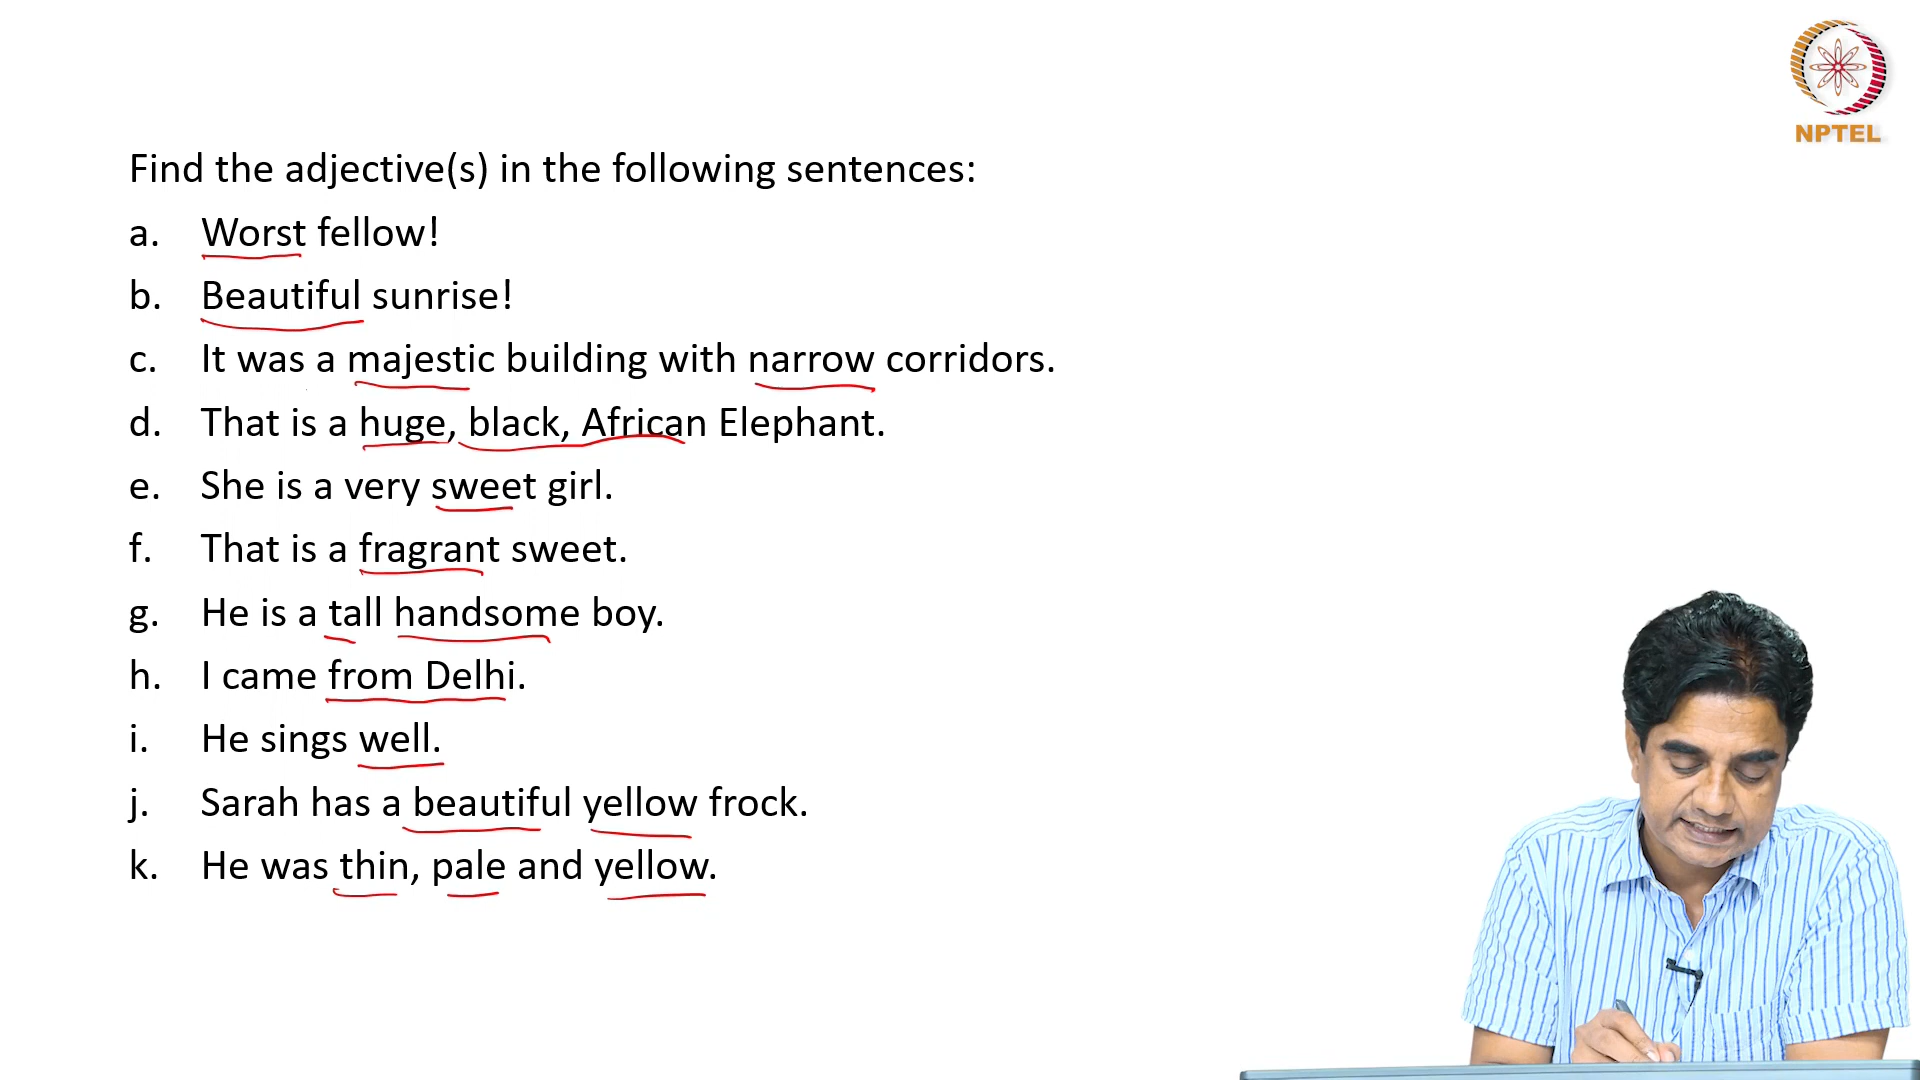 NPTEL
Find the adjective(s) in the following sentences:
a. Worst fellow!
b. Beautiful sunrise!
c. It was a majestic building with narrow corridors.
d. That is a huge, black, African Elephant.
e. She is a very sweet girl.
f. That is a fragrant sweet.
g. He is a tall handsome boy.
h. I came from Delhi.
i. He sings well.
j. Sarah has a beautiful yellow frock.
k. He was thin, pale and yellow.